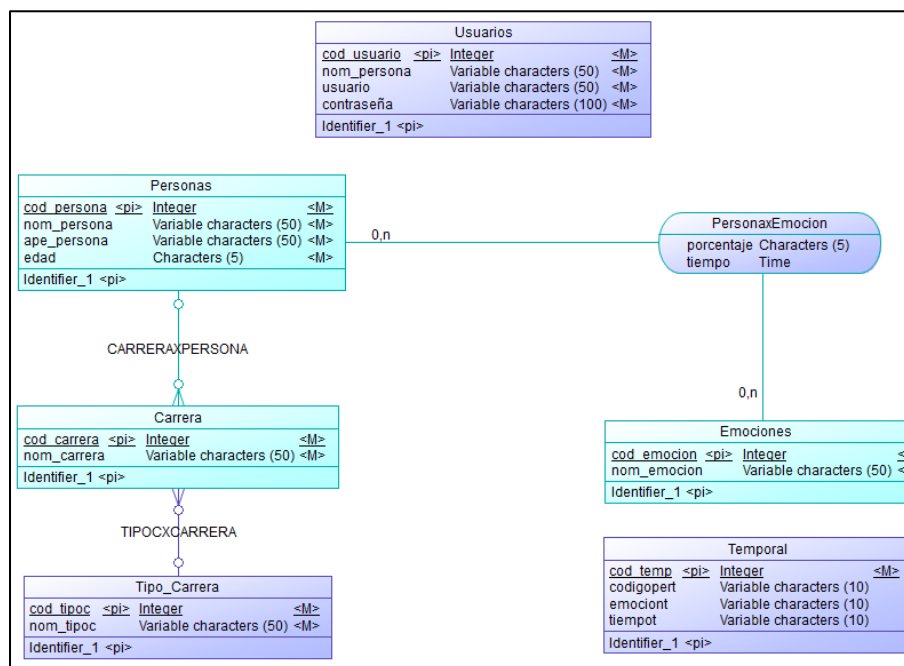 Usuarios
cod_usuario <pi> Integer <M>
nom_persona Variable characters (50) <M>
usuario Variable characters (50) <M>
contraseña Variable characters (100) <M>
Identifier_1 <pi>
Personas
cod_persona <pi> Integer <M>
nom_persona Variable characters (50) <M>
ape_persona Variable characters (50) <M>
edad Characters (5) <M>
Identifier_1 <pi>
0,n
PersonaxEmocion
porcentaje Characters (5)
tiempo Time
CARRERAXPERSONA
0,n
Carrera
cod_carrera <pi> Integer <M>
nom_carrera Variable characters (50) <M>
Identifier_1 <pi>
Emociones
cod_emocion <pi> Integer <
nom_emocion Variable characters (50) <
Identifier_1 <pi>
TIPOCXCARRERA
Tipo_Carrera
cod_tipoc <pi> Integer <M>
nom_tipoc Variable characters (50) <M>
Identifier_1 <pi>
Temporal
cod_temp <pi> Integer <M>
codigopert Variable characters (10)
emociont Variable characters (10)
tiempot Variable characters (10)
Identifier_1 <pi>